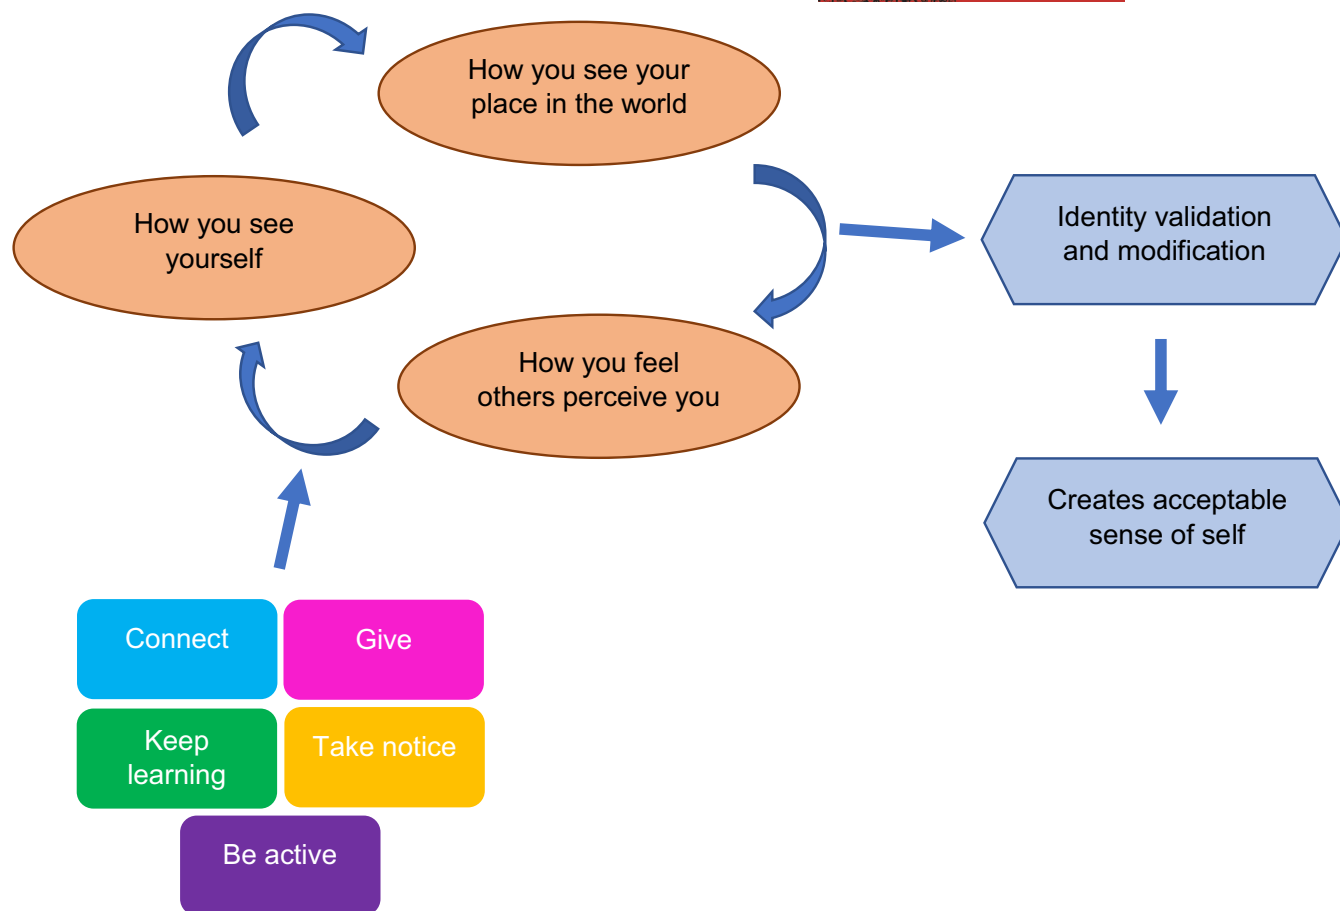 How you see your
place in the world
How you see
yourself
Identity validation
and modification
How you feel
others perceive you
Creates acceptable
sense of self
Connect
Give
Keep
learning
Take notice
Be active